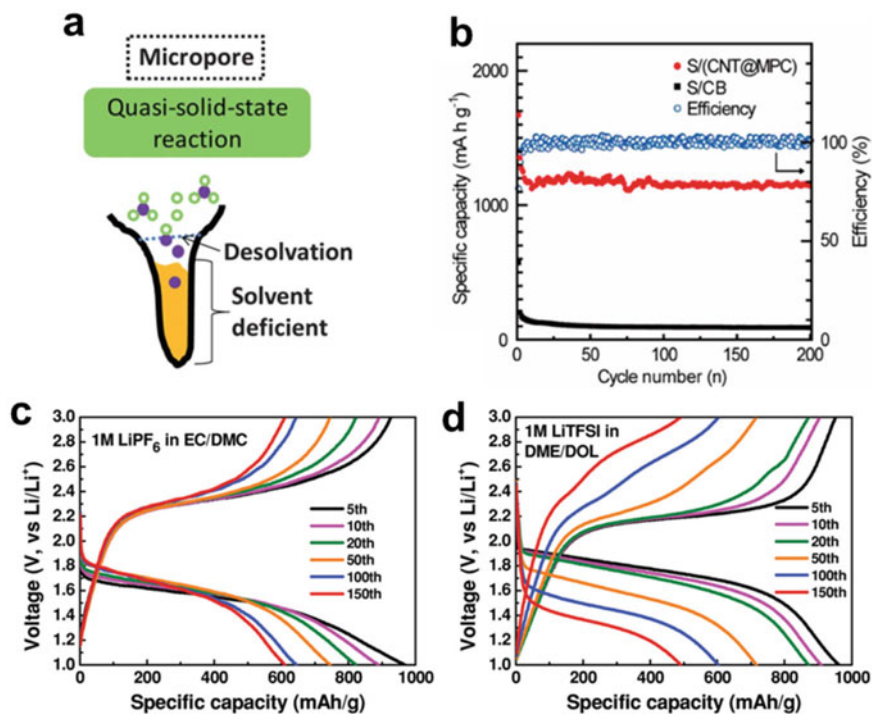 a
Micropore
Quasi-solid-state
reaction
Desolvation
Solvent
deficient
b
S/(CNT@MPC)
S/CB
Efficiency
2000
1000
0
100
50
0
0
50
100
150
200
Specific capacity (mA h g⁻¹)
Efficiency (%)
Cycle number (n)
c
1M LiPF₆ in EC/DMC
5th
10th
20th
50th
100th
150th
3.0
2.8
2.6
2.4
2.2
2.0
1.8
1.6
1.4
1.2
1.0
0
200
400
600
800
1000
Voltage (V, vs Li/Li⁺)
Specific capacity (mAh/g)
d
1M LiTFSI in
DME/DOL
5th
10th
20th
50th
100th
150th
3.0
2.8
2.6
2.4
2.2
2.0
1.8
1.6
1.4
1.2
1.0
0
200
400
600
800
1000
Voltage (V, vs Li/Li⁺)
Specific capacity (mAh/g)